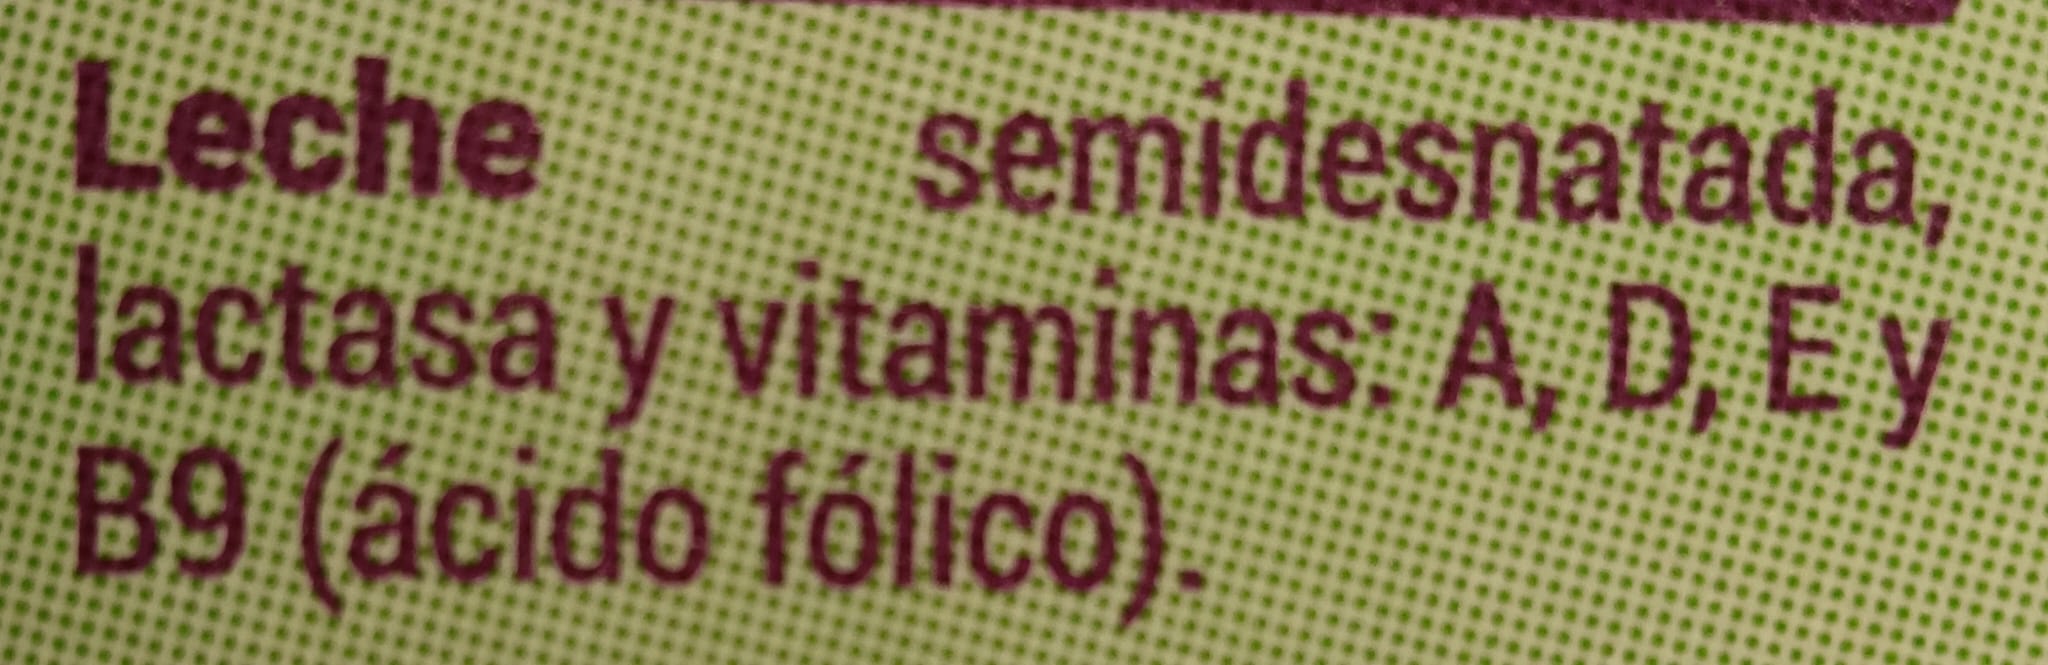 Leche semidesnatada,
lactasa y vitaminas: A, D, E y
B9 (ácido fólico).